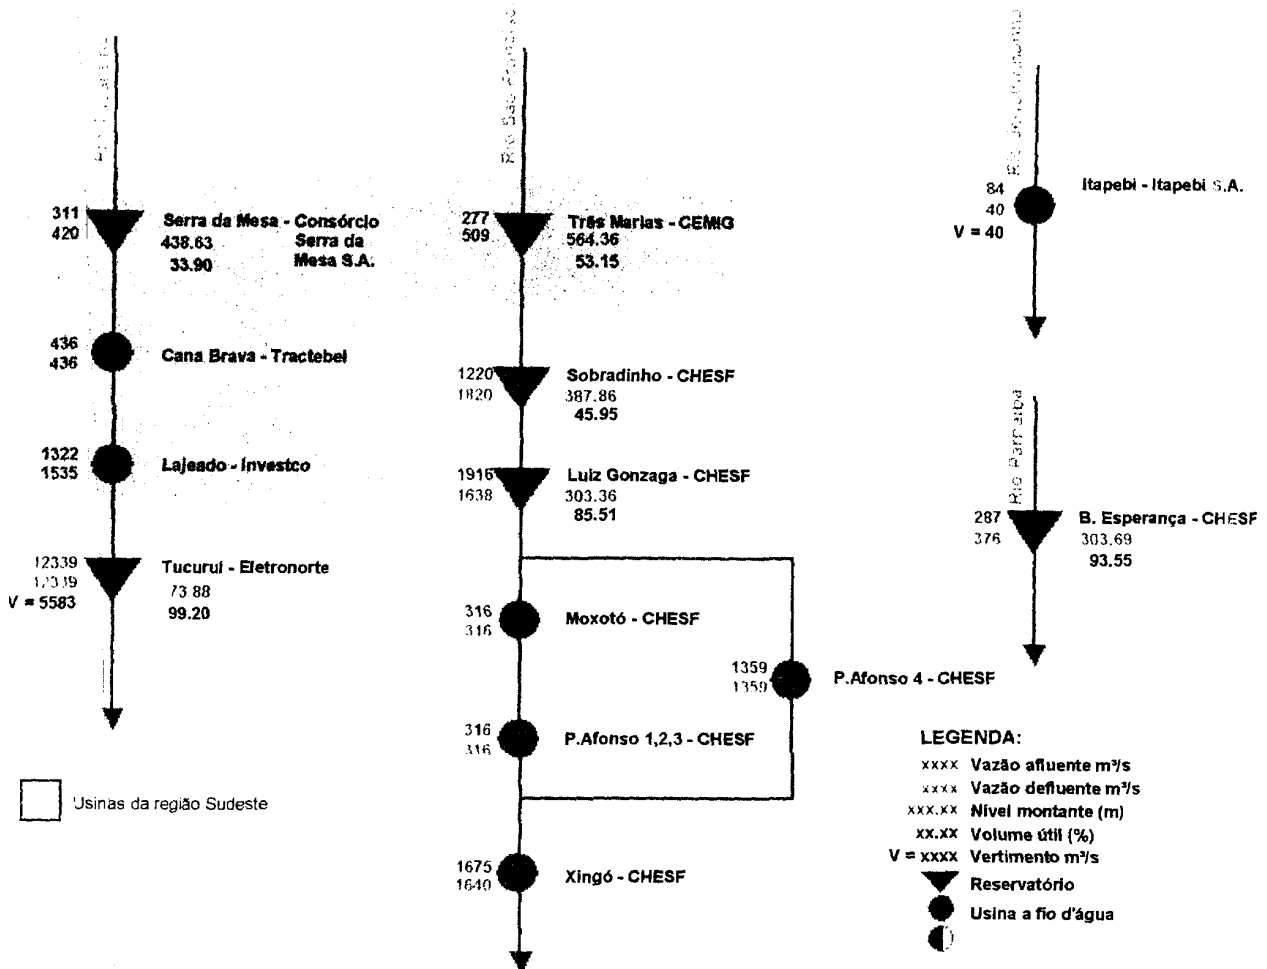 Rio São Francisco
311
420
Serra da Mesa - Consórcio
438.63
Serra da
Mesa S.A.
33.90
436
436
Cana Brava - Tractebel
1322
1535
Lajeado - Investco
12339
12339
V = 5583
Tucuruí - Eletronorte
73.88
99.20
Usinas da região Sudeste
277
509
Três Marias - CEMIG
564.36
53.15
1220
1820
Sobradinho - CHESF
387.86
45.95
1916
1638
Luiz Gonzaga - CHESF
303.36
85.51
316
316
Moxotó - CHESF
1359
1359
P.Afonso 4 - CHESF
316
316
P.Afonso 1,2,3 - CHESF
1675
1640
Xingó - CHESF
84
40
V = 40
Itapebi - Itapebi S.A.
Rio Parnaíba
287
376
B. Esperança - CHESF
303.69
93.55
LEGENDA:
xxxx Vazão afluente m³/s
xxxx Vazão defluente m³/s
xxx.xx Nível montante (m)
xx.xx Volume útil (%)
V = xxxx Vertimento m³/s
Reservatório
Usina a fio d'água